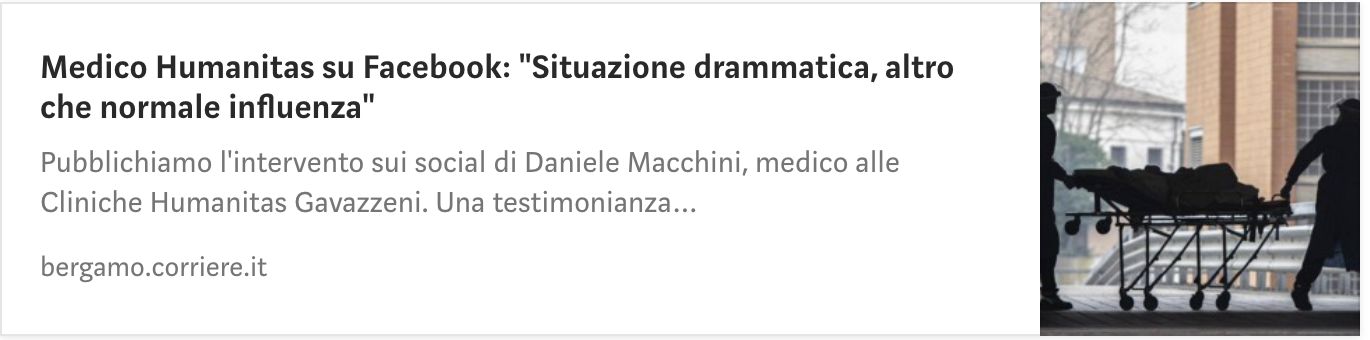 Medico Humanitas su Facebook: "Situazione drammatica, altro
che normale influenza"
Pubblichiamo l'intervento sui social di Daniele Macchini, medico alle
Cliniche Humanitas Gavazzeni. Una testimonianza...
bergamo.corriere.it